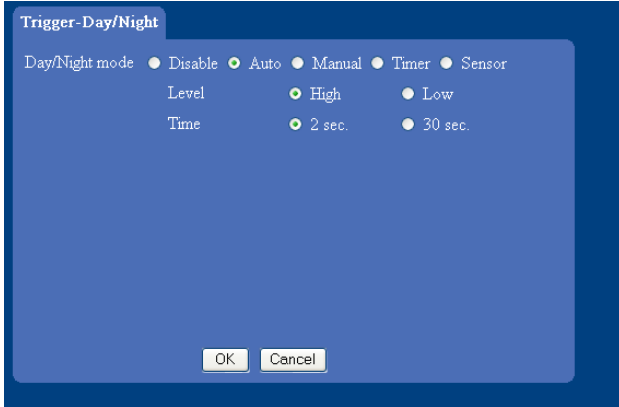 Trigger-Day/Night
Day/Night mode Disable Auto Manual Timer Sensor
Level High Low
Time 2 sec. 30 sec.
OK Cancel